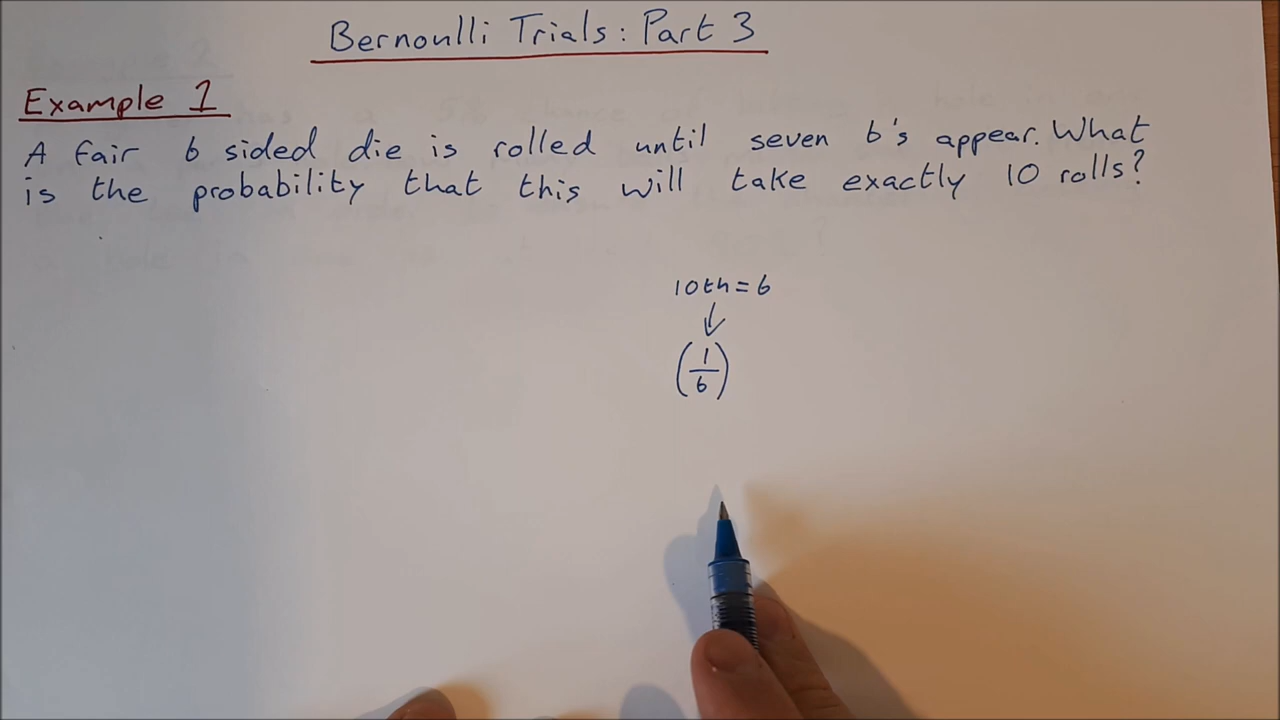 Bernoulli Trials: Part 3
Example 1
A fair 6 sided die is rolled until seven 6's appear. What
is the probability that this will take exactly 10 rolls?
10th = 6
↓
(1/6)